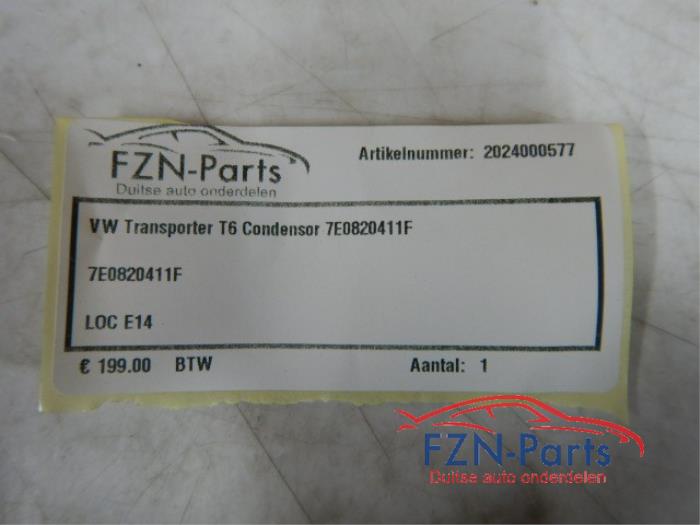 FZN-Parts
Duitse auto onderdelen
Artikelnummer: 2024000577
VW Transporter T6 Condensor 7E0820411F
7E0820411F
LOC E14
€ 199.00 BTW Aantal: 1
FZN-Parts
Duitse auto onderdelen